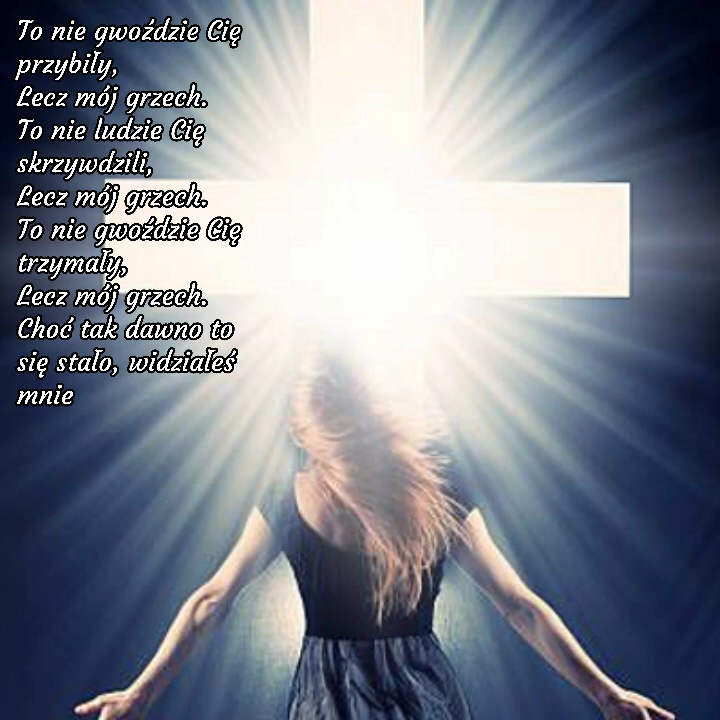 To nie gwoździe Cię
przybiły,
Lecz mój grzech.
To nie ludzie Cię
skrzywdzili,
Lecz mój grzech.
To nie gwoździe Cię
trzymały,
Lecz mój grzech.
Choć tak dawno to
się stało, widziałeś
mnie